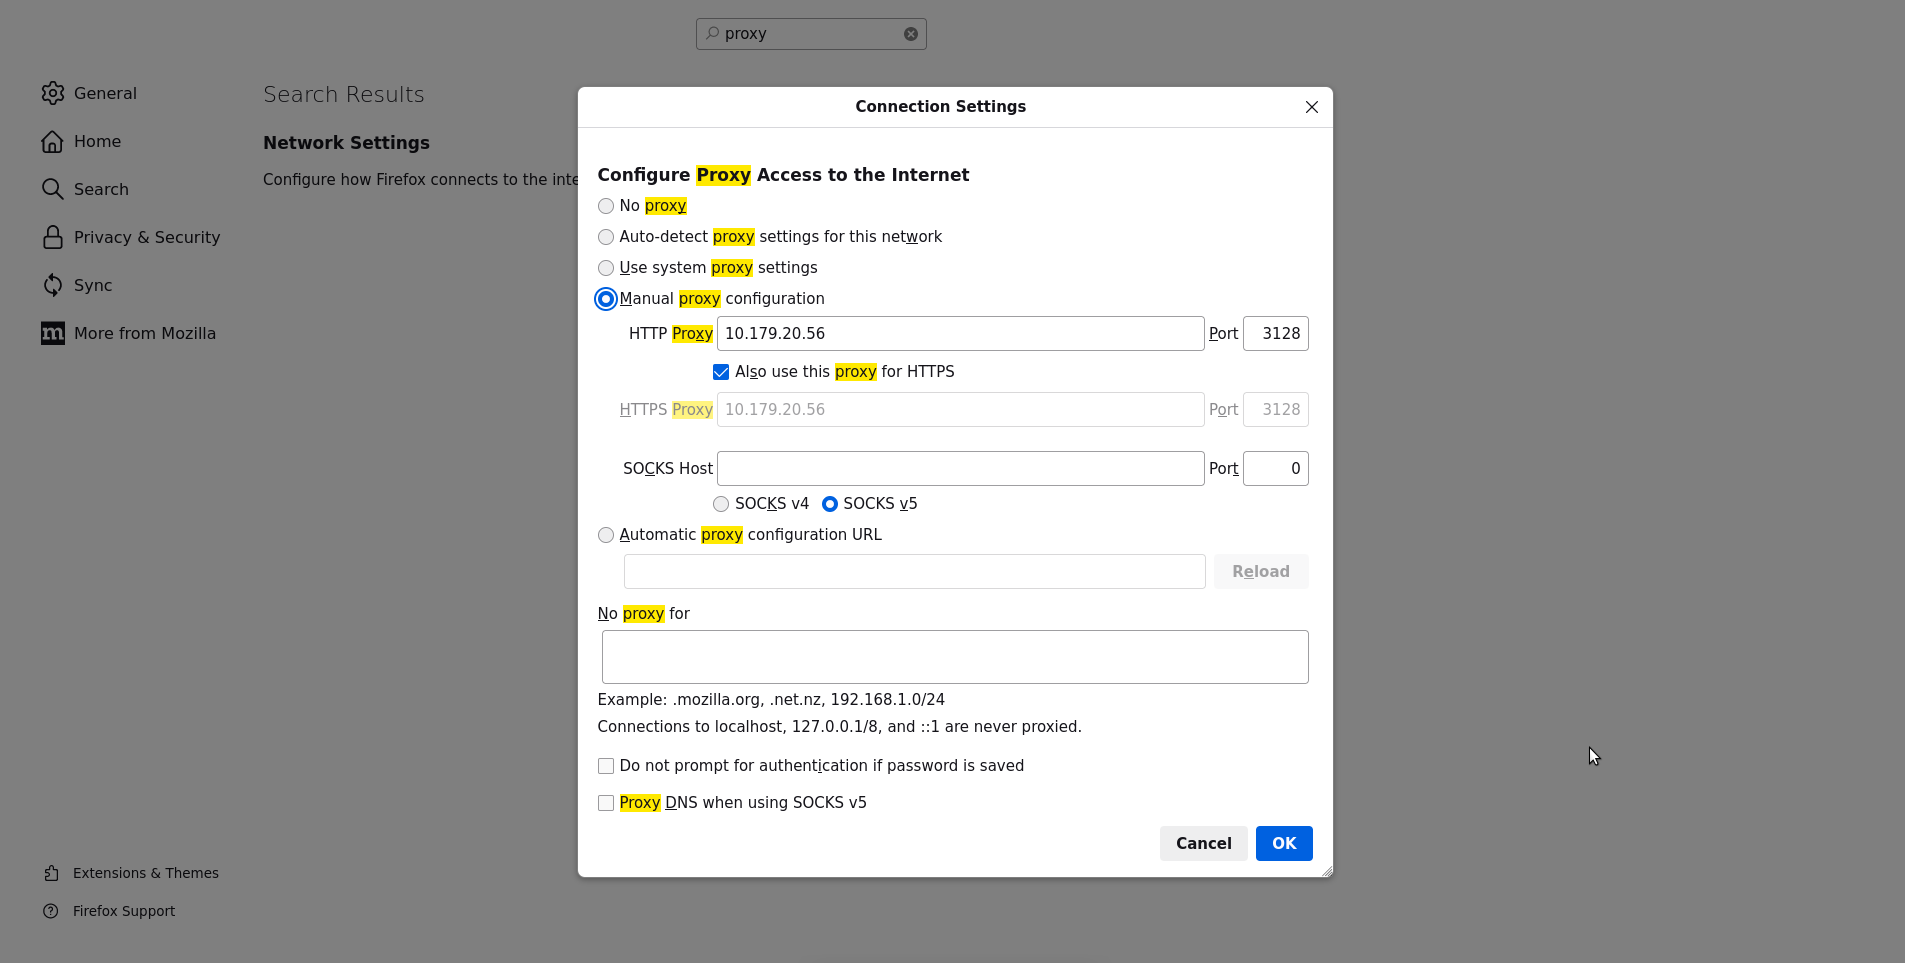 proxy
General
Home
Search
Privacy & Security
Sync
m More from Mozilla
Extensions & Themes
Firefox Support
Search Results
Network Settings
Configure how Firefox connects to the inte
Connection Settings
Configure Proxy Access to the Internet
No proxy
Auto-detect proxy settings for this network
Use system proxy settings
Manual proxy configuration
HTTP Proxy 10.179.20.56 Port 3128
Also use this proxy for HTTPS
HTTPS Proxy 10.179.20.56 Port 3128
SOCKS Host Port 0
SOCKS v4 SOCKS v5
Automatic proxy configuration URL
Reload
No proxy for
Example: .mozilla.org, .net.nz, 192.168.1.0/24
Connections to localhost, 127.0.0.1/8, and ::1 are never proxied.
Do not prompt for authentication if password is saved
Proxy DNS when using SOCKS v5
Cancel OK